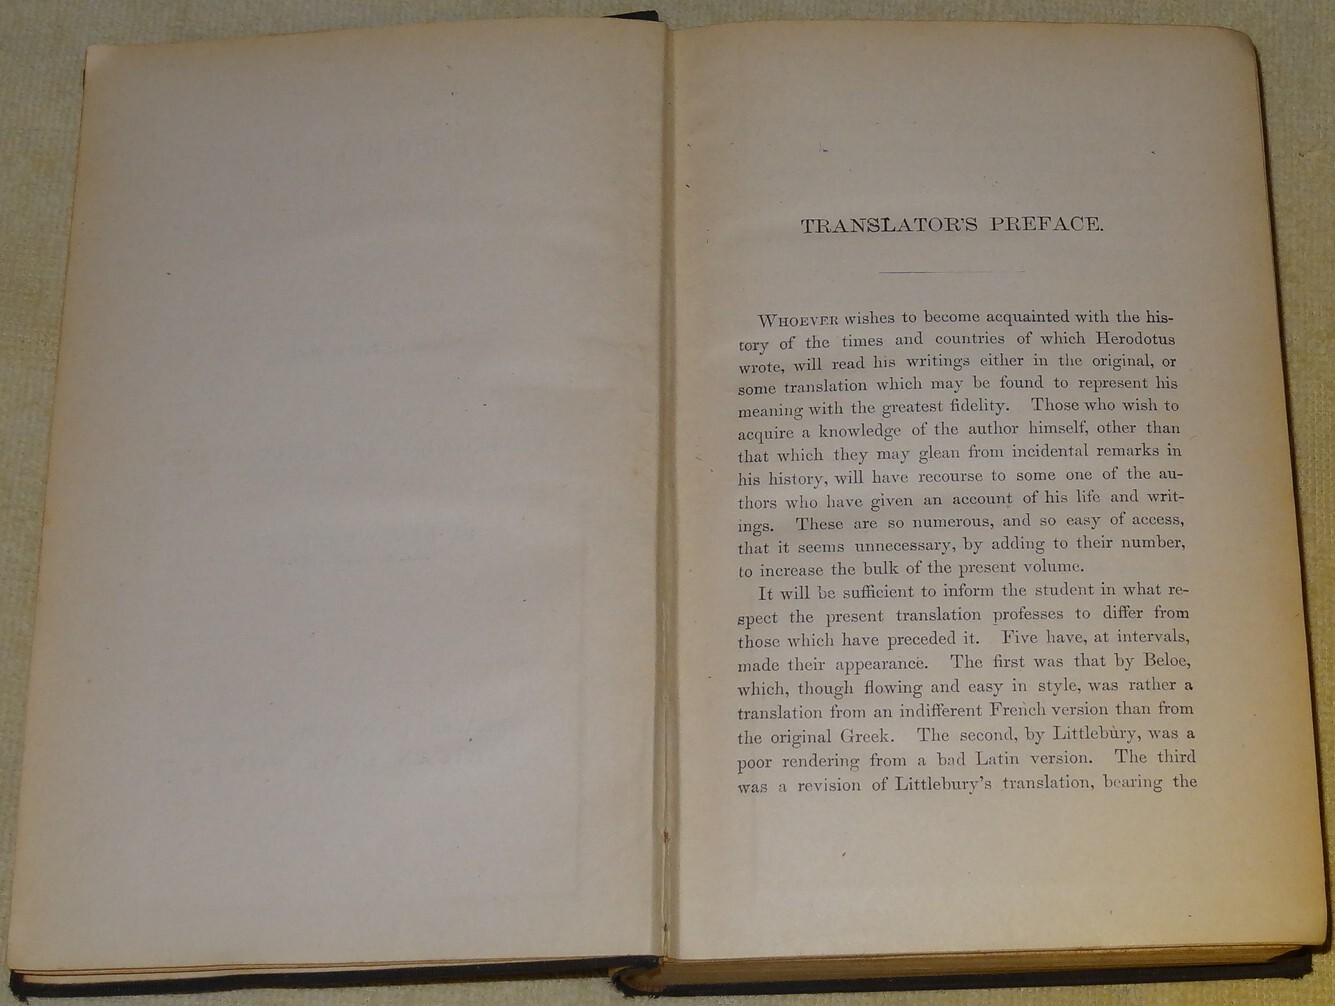 TRANSLATOR'S PREFACE.
WHOEVER wishes to become acquainted with the his-
tory of the times and countries of which Herodotus
wrote, will read his writings either in the original, or
some translation which may be found to represent his
meaning with the greatest fidelity. Those who wish to
acquire a knowledge of the author himself, other than
that which they may glean from incidental remarks in
his history, will have recourse to some one of the au-
thors who have given an account of his life and writ-
ings. These are so numerous, and so easy of access,
that it seems unnecessary, by adding to their number,
to increase the bulk of the present volume.
It will be sufficient to inform the student in what re-
spect the present translation professes to differ from
those which have preceded it. Five have, at intervals,
made their appearance. The first was that by Beloe,
which, though flowing and easy in style, was rather a
translation from an indifferent French version than from
the original Greek. The second, by Littlebury, was a
poor rendering from a bad Latin version. The third
was a revision of Littlebury's translation, bearing the